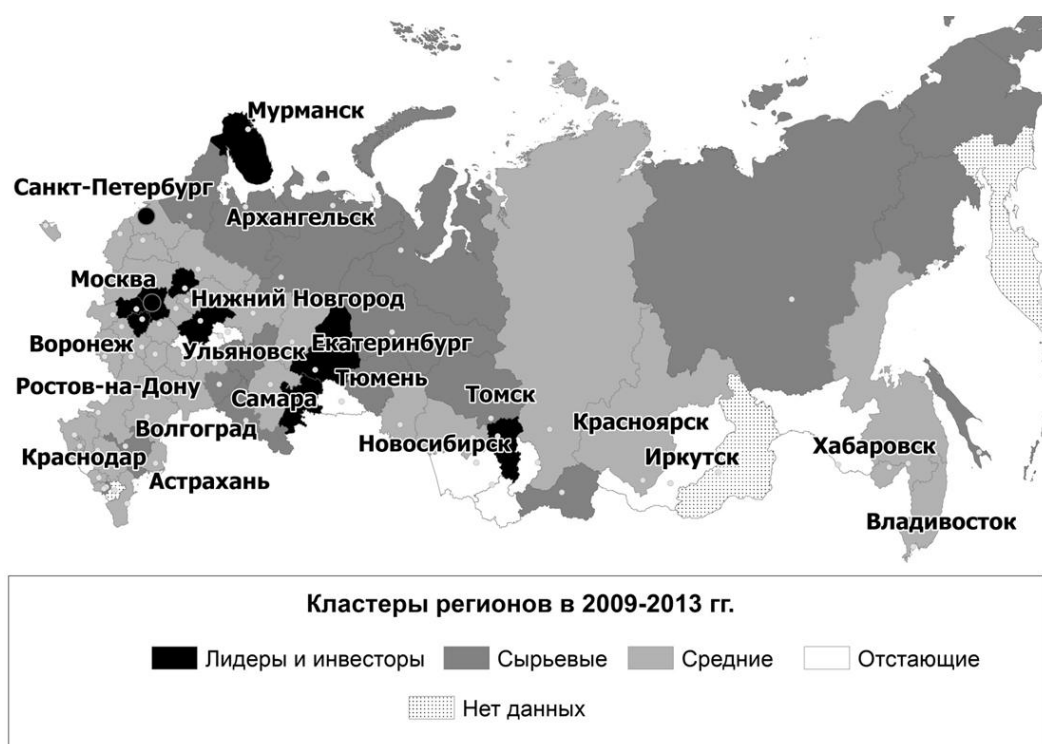 Мурманск
Санкт-Петербург
Архангельск
Москва
Нижний Новгород
Воронеж
Ульяновск
Екатеринбург
Тюмень
Ростов-на-Дону
Самара
Томск
Волгоград
Новосибирск
Красноярск
Краснодар
Иркутск
Хабаровск
Астрахань
Владивосток
Кластеры регионов в 2009-2013 гг.
Лидеры и инвесторы
Сырьевые
Средние
Отстающие
Нет данных